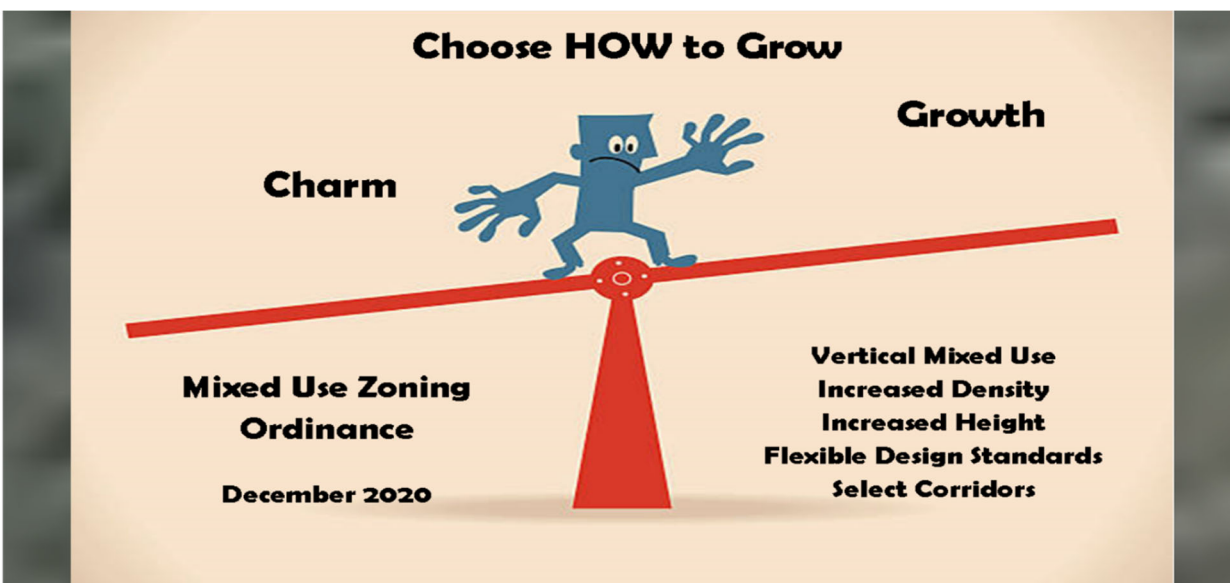 Choose HOW to Grow
Growth
Charm
Mixed Use Zoning
Ordinance
December 2020
Vertical Mixed Use
Increased Density
Increased Height
Flexible Design Standards
Select Corridors